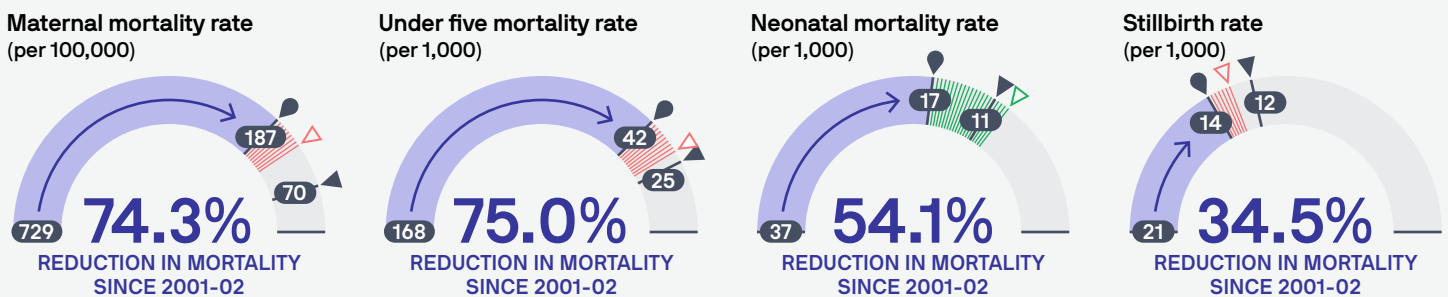 Maternal mortality rate
(per 100,000)
187
70
729
74.3%
REDUCTION IN MORTALITY
SINCE 2001-02
Under five mortality rate
(per 1,000)
42
25
168
75.0%
REDUCTION IN MORTALITY
SINCE 2001-02
Neonatal mortality rate
(per 1,000)
17
11
37
54.1%
REDUCTION IN MORTALITY
SINCE 2001-02
Stillbirth rate
(per 1,000)
14
12
21
34.5%
REDUCTION IN MORTALITY
SINCE 2001-02